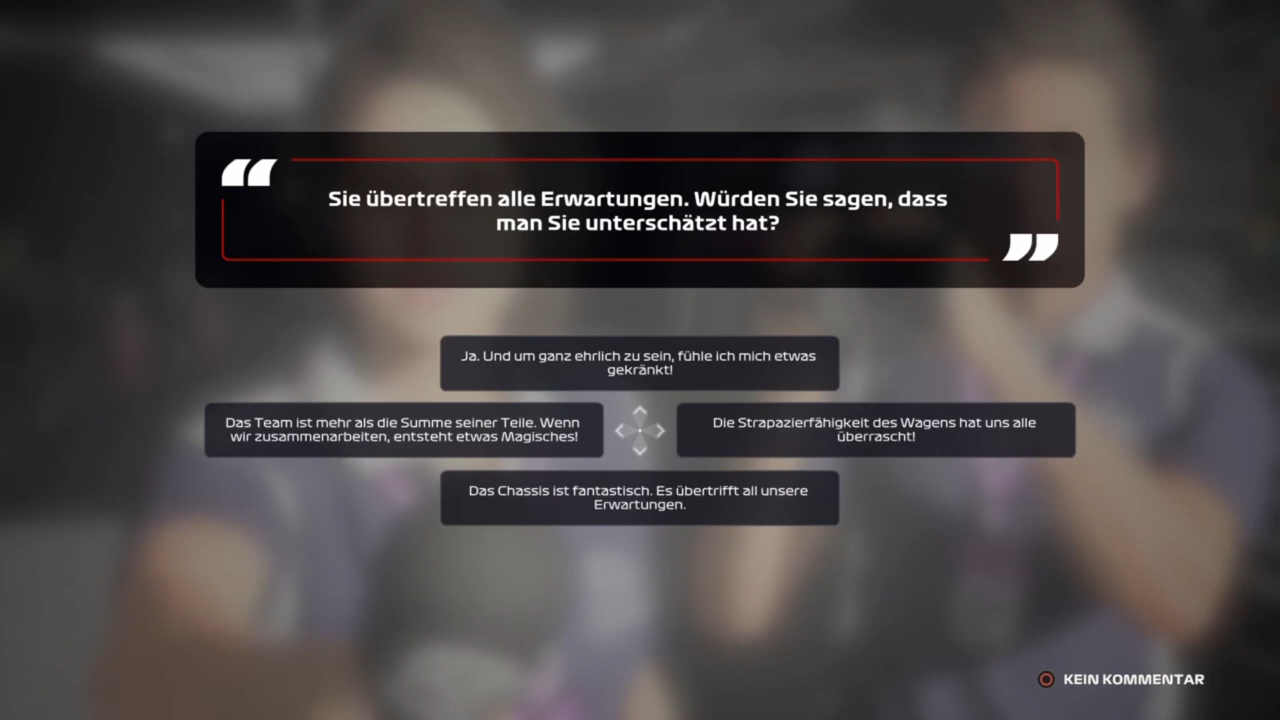 Sie übertreffen alle Erwartungen. Würden Sie sagen, dass
man Sie unterschätzt hat?
Ja. Und um ganz ehrlich zu sein, fühle ich mich etwas
gekränkt!
Das Team ist mehr als die Summe seiner Teile. Wenn
wir zusammenarbeiten, entsteht etwas Magisches!
Die Strapazierfähigkeit des Wagens hat uns alle
überrascht!
Das Chassis ist fantastisch. Es übertrifft all unsere
Erwartungen.
KEIN KOMMENTAR